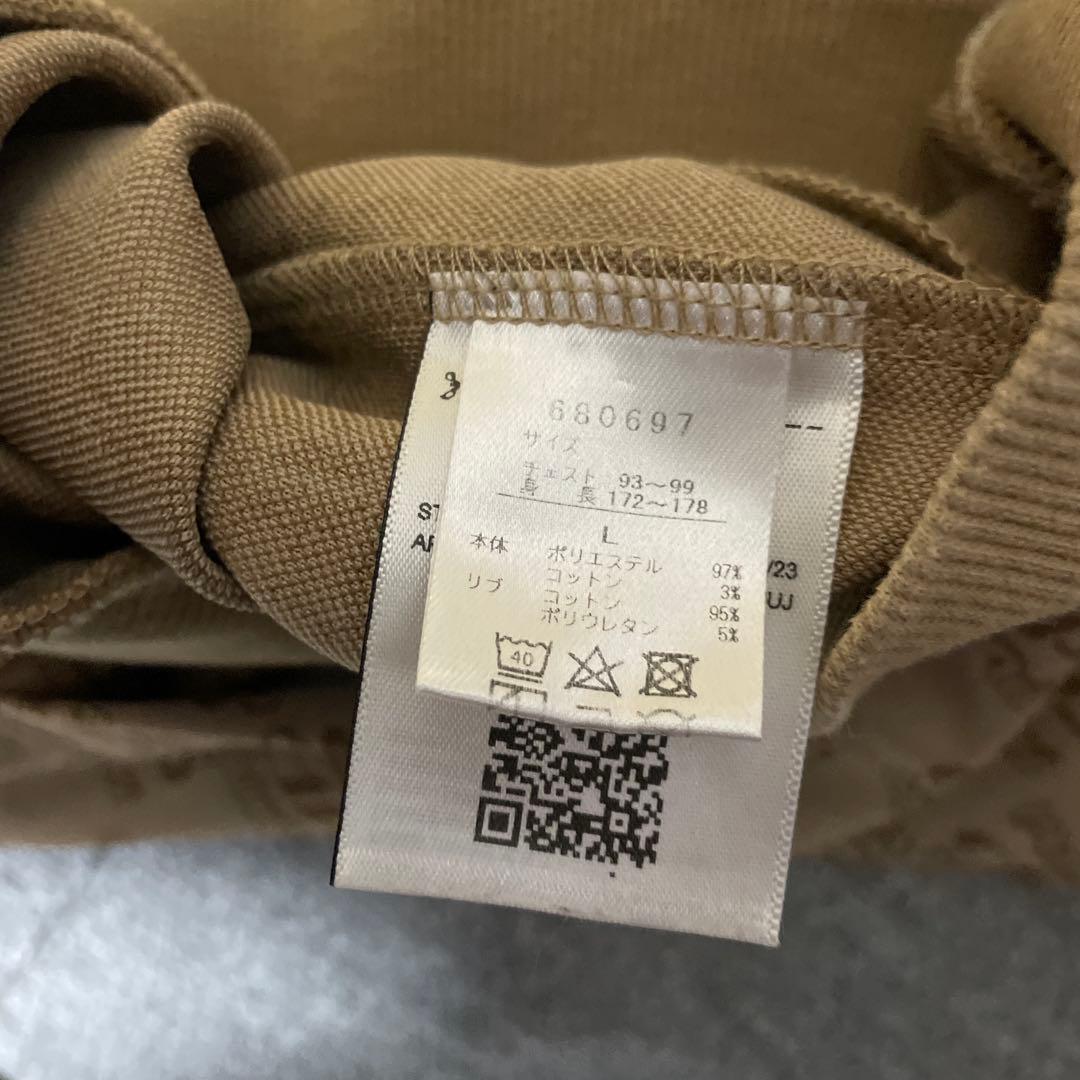 680697
サイズ
チェスト 93〜99
身 長 172〜178
L
本体 ポリエステル 97%
コットン 3%
リブ コットン 95%
ポリウレタン 5%
40
--
ST
/23